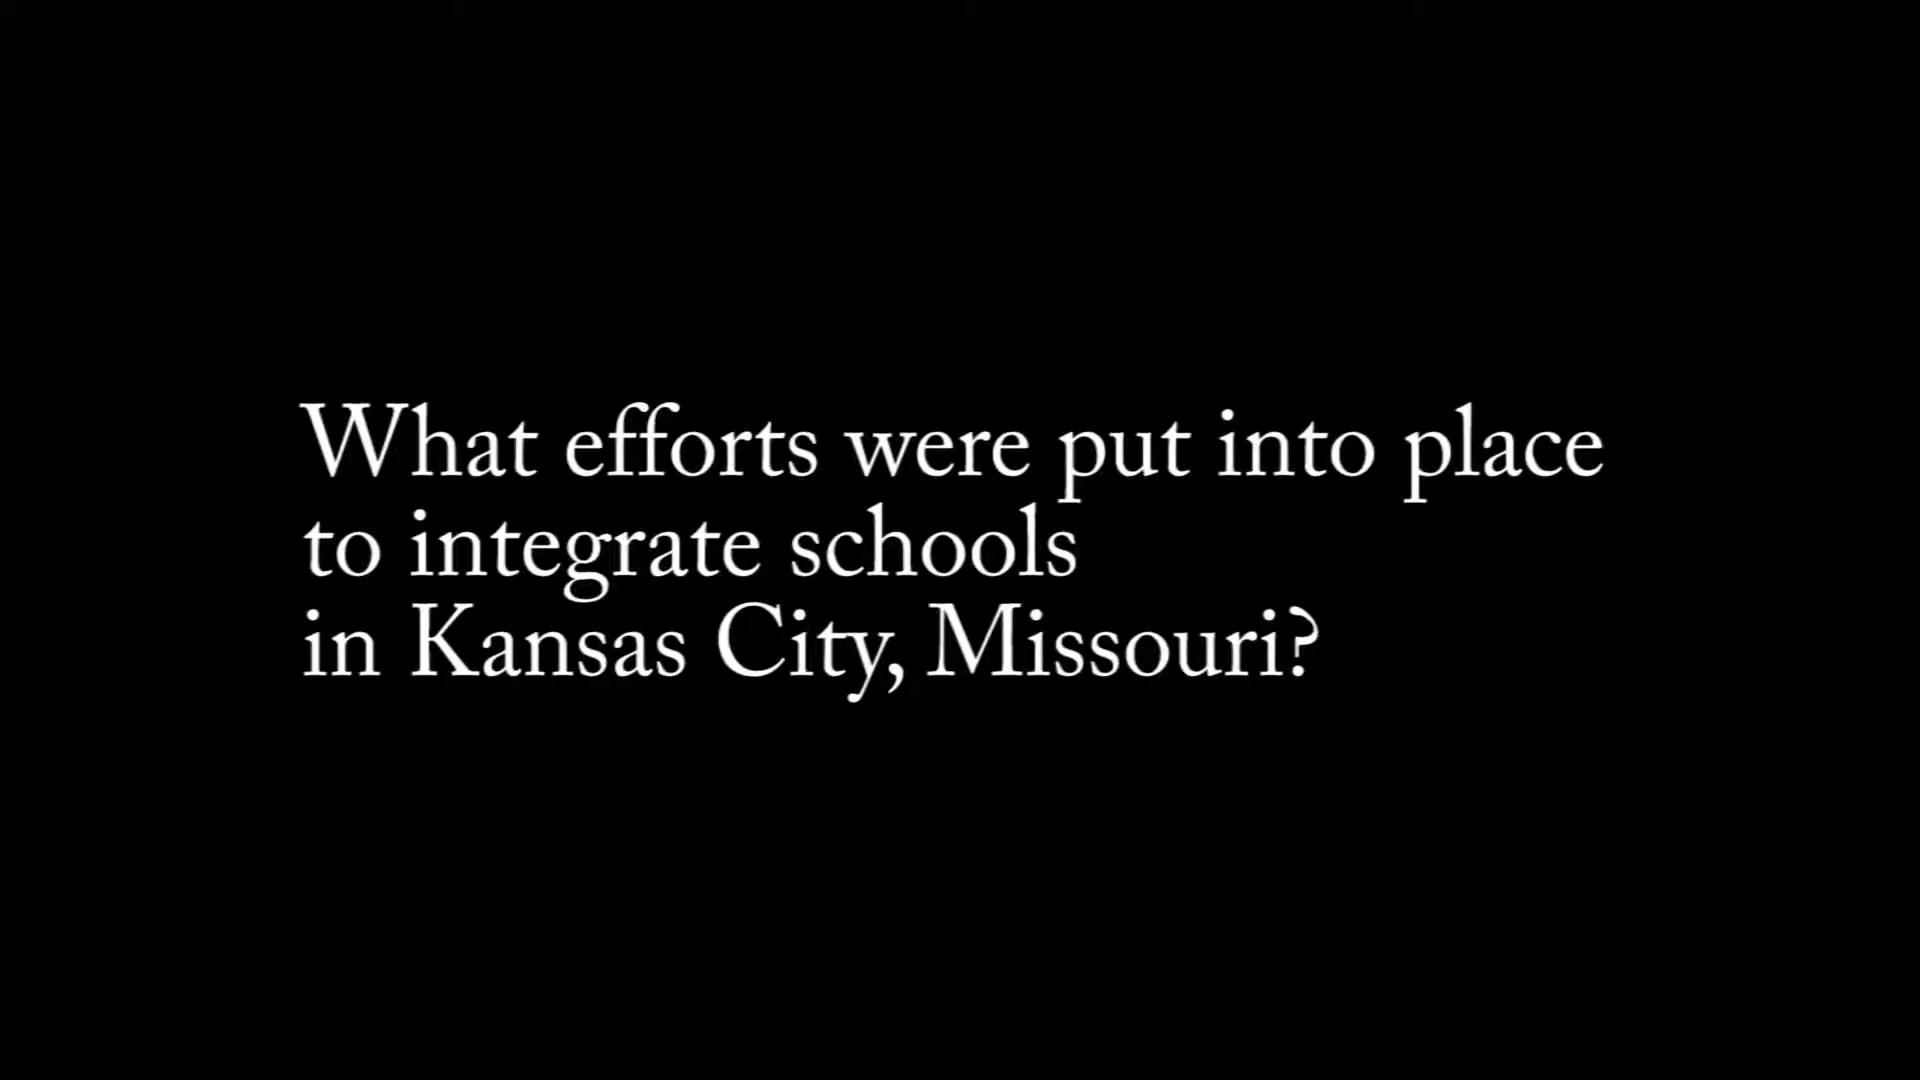 What efforts were put into place
to integrate schools
in Kansas City, Missouri?